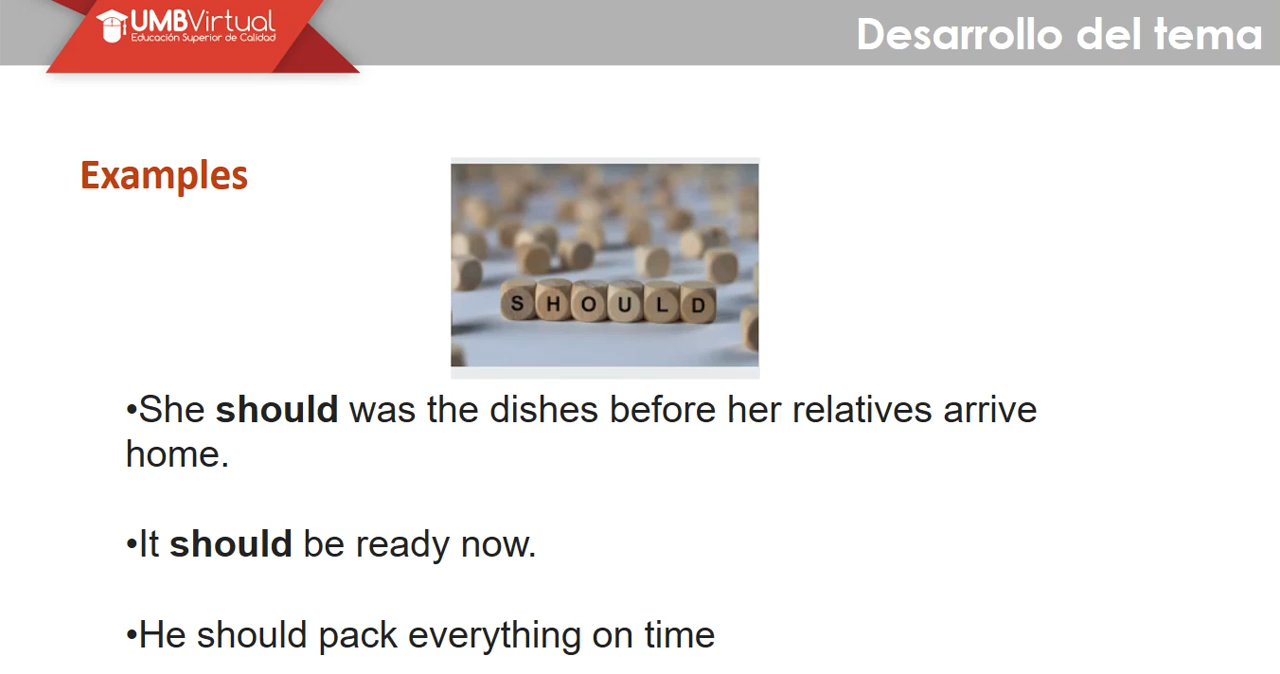 UMBVirtual
Educación Superior de Calidad
Desarrollo del tema
Examples
SHOULD
•She should was the dishes before her relatives arrive
home.
•It should be ready now.
•He should pack everything on time